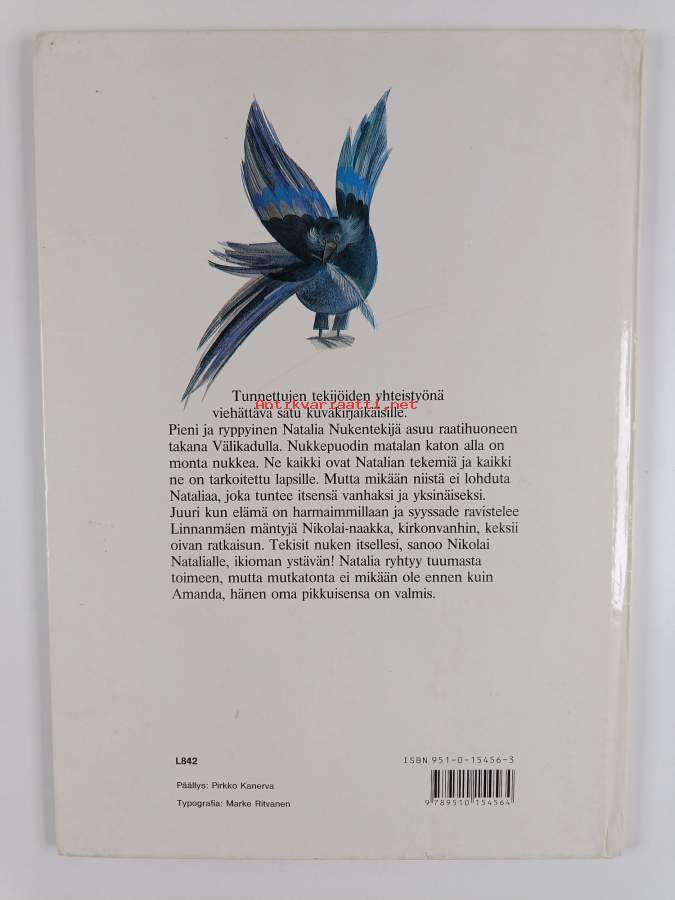 Tunnettujen tekijöiden yhteistyönä
Antikvariaatti.net
viehättävä satu kuvakirjaikäisille.
Pieni ja ryppyinen Natalia Nukentekijä asuu raatihuoneen
takana Välikadulla. Nukkepuodin matalan katon alla on
monta nukkea. Ne kaikki ovat Natalian tekemiä ja kaikki
ne on tarkoitettu lapsille. Mutta mikään niistä ei lohduta
Nataliaa, joka tuntee itsensä vanhaksi ja yksinäiseksi.
Juuri kun elämä on harmaimmillaan ja syyssade ravistelee
Linnanmäen mäntyjä Nikolai-naakka, kirkonvanhin, keksii
oivan ratkaisun. Tekisit nuken itsellesi, sanoo Nikolai
Natalialle, ikioman ystävän! Natalia ryhtyy tuumasta
toimeen, mutta mutkatonta ei mikään ole ennen kuin
Amanda, hänen oma pikkuisensa on valmis.
L842
Päällys: Pirkko Kanerva
Typografia: Marke Ritvanen
ISBN 951-0-15456-3
9 789510 154564